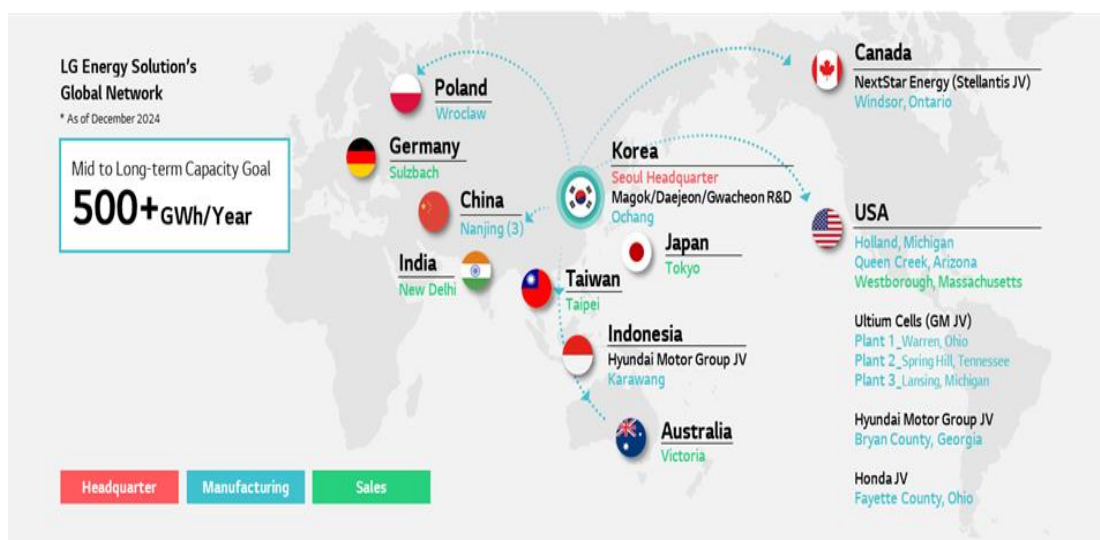 LG Energy Solution's
Global Network
* As of December 2024
Mid to Long-term Capacity Goal
500+GWh/Year
Poland
Wroclaw
Germany
Sulzbach
China
Nanjing (3)
India
New Delhi
Taiwan
Taipei
Korea
Seoul Headquarter
Magok/Daejeon/Gwacheon R&D
Ochang
Japan
Tokyo
Indonesia
Hyundai Motor Group JV
Karawang
Australia
Victoria
Canada
NextStar Energy (Stellantis JV)
Windsor, Ontario
USA
Holland, Michigan
Queen Creek, Arizona
Westborough, Massachusetts
Ultium Cells (GM JV)
Plant 1_Warren, Ohio
Plant 2_Spring Hill, Tennessee
Plant 3_Lansing, Michigan
Hyundai Motor Group JV
Bryan County, Georgia
Honda JV
Fayette County, Ohio
Headquarter
Manufacturing
Sales